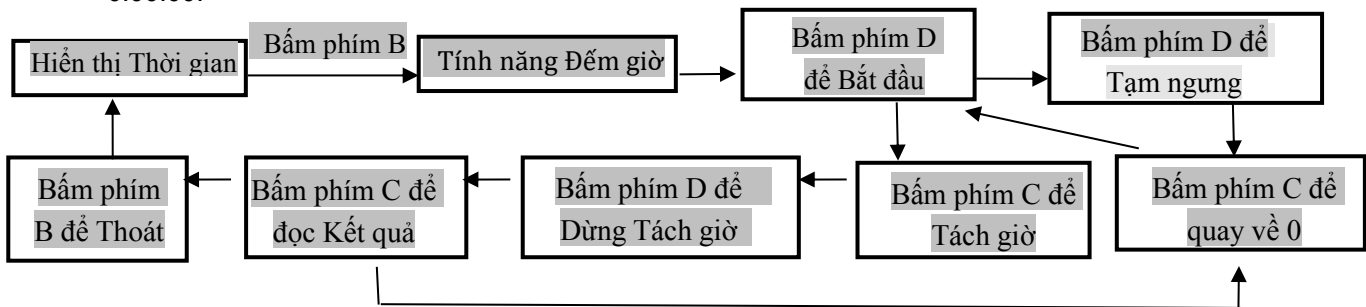 Hiển thị Thời gian
Bấm phím B
Tính năng Đếm giờ
Bấm phím D
để Bắt đầu
Bấm phím D để
Tạm ngưng
Bấm phím
B để Thoát
Bấm phím C để
đọc Kết quả
Bấm phím D để
Dừng Tách giờ
Bấm phím C để
Tách giờ
Bấm phím C để
quay về 0